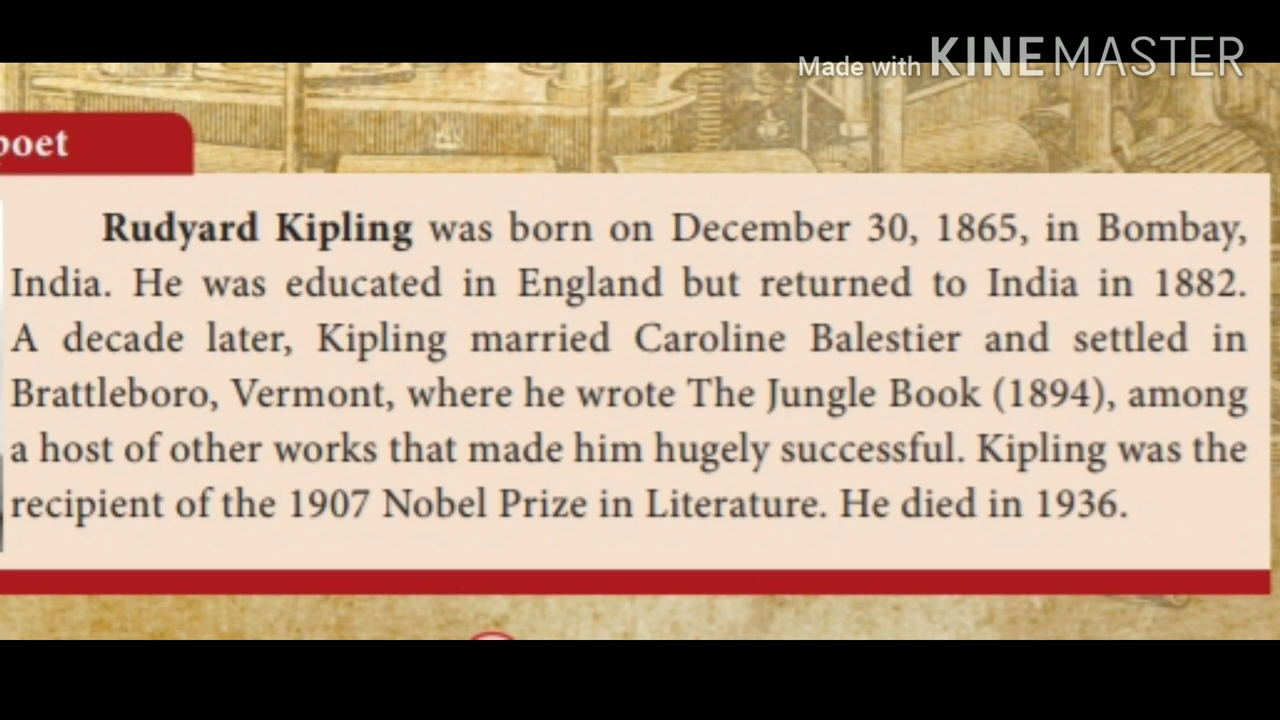 Made with KINEMASTER
poet
Rudyard Kipling was born on December 30, 1865, in Bombay,
India. He was educated in England but returned to India in 1882.
A decade later, Kipling married Caroline Balestier and settled in
Brattleboro, Vermont, where he wrote The Jungle Book (1894), among
a host of other works that made him hugely successful. Kipling was the
recipient of the 1907 Nobel Prize in Literature. He died in 1936.